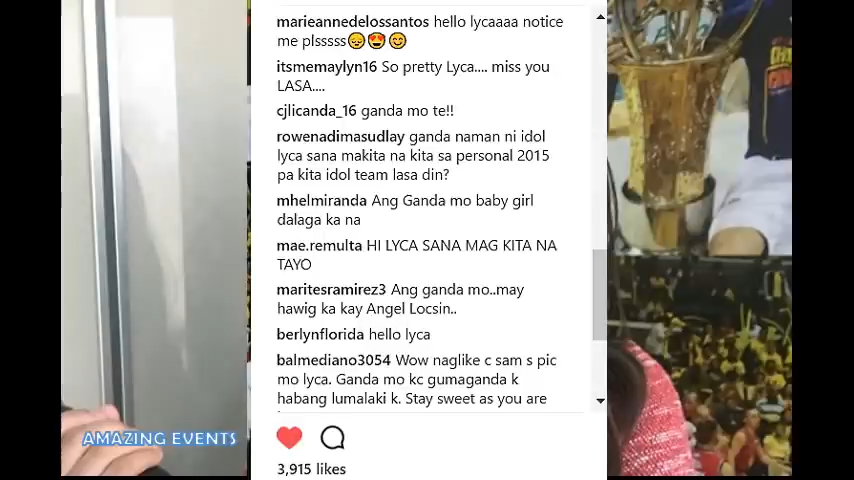 marieannedelossantos hello lycaaaa notice
me plsssss😔😍😊
itsmemaylyn16 So pretty Lyca.... miss you
LASA....
cjlicanda_16 ganda mo te!!
rowenadimasudlay ganda naman ni idol
lyca sana makita na kita sa personal 2015
pa kita idol team lasa din?
mhelmiranda Ang Ganda mo baby girl
dalaga ka na
mae.remulta HI LYCA SANA MAG KITA NA
TAYO
maritesramirez3 Ang ganda mo..may
hawig ka kay Angel Locsin..
berlynflorida hello lyca
balmediano3054 Wow naglike c sam s pic
mo lyca. Ganda mo kc gumaganda k
habang lumalaki k. Stay sweet as you are
AMAZING EVENTS
3,915 likes